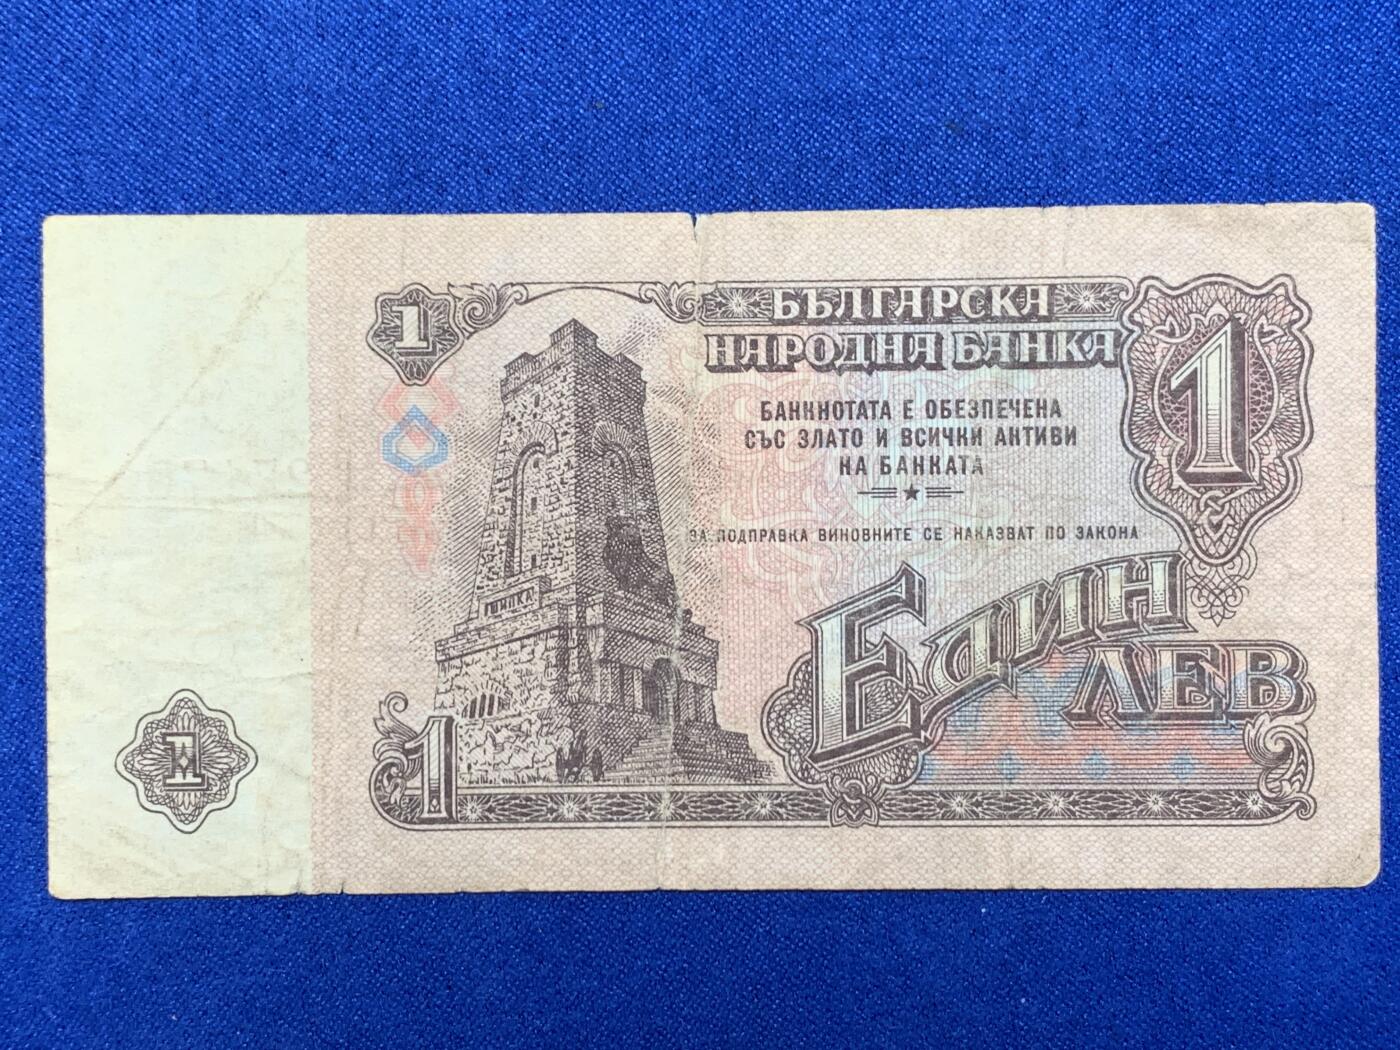 1
БЪЛГАРСКА
НАРОДНА БАНКА
1
БАНКНОТАТА Е ОБЕЗПЕЧЕНА
СЪС ЗЛАТО И ВСИЧКИ АКТИВИ
НА БАНКАТА
ЗА ПОДПРАВКА ВИНОВНИТЕ СЕ НАКАЗВАТ ПО ЗАКОНА
ШИПКА
ЕДИН
ЛЕВ
1
1